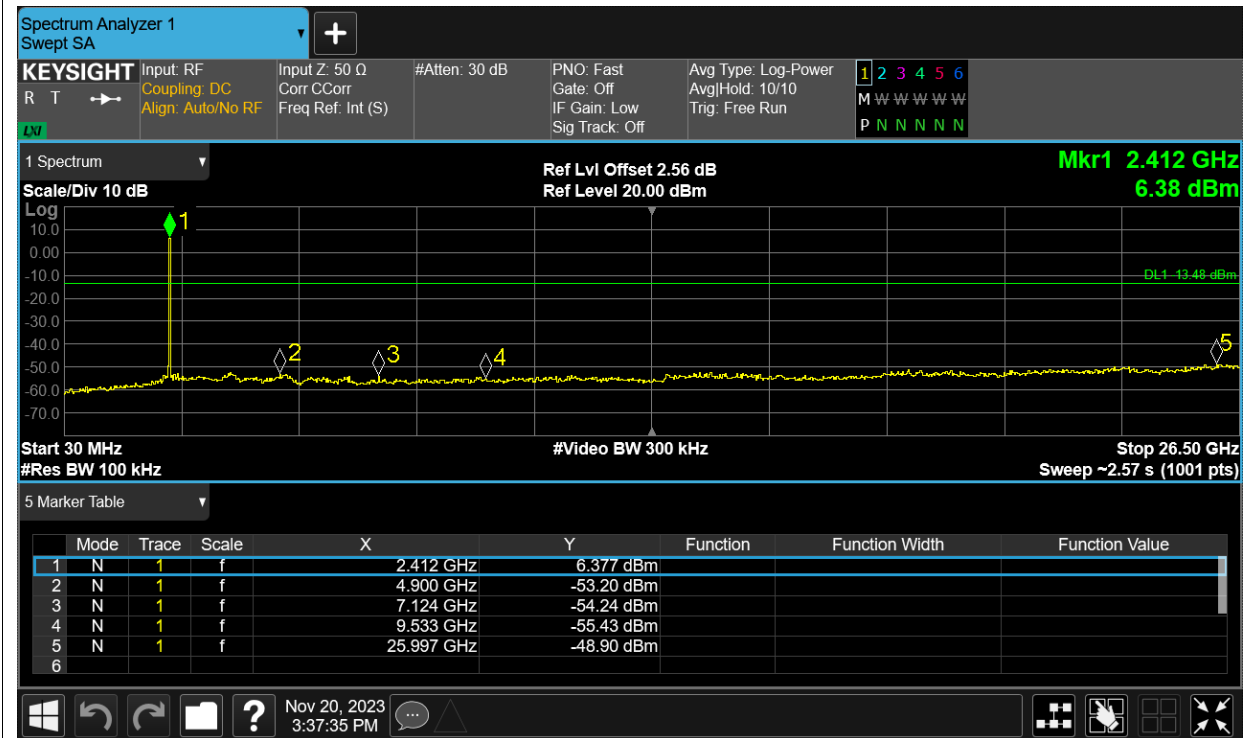 Spectrum Analyzer 1
Swept SA
+
KEYSIGHT Input: RF Input Z: 50 Ω #Atten: 30 dB PNO: Fast Avg Type: Log-Power 1 2 3 4 5 6
R T Coupling: DC Corr CCorr Gate: Off Avg|Hold: 10/10 M W W W W W
Align: Auto/No RF Freq Ref: Int (S) IF Gain: Low Trig: Free Run
LXI Sig Track: Off P N N N N N
1 Spectrum Ref Lvl Offset 2.56 dB Mkr1 2.412 GHz
Scale/Div 10 dB Ref Level 20.00 dBm 6.38 dBm
Log
1
10.0
0.00
-10.0
DL1 -13.48 dBm
-20.0
-30.0
-40.0
2 3 4 5
-50.0
-60.0
-70.0
Start 30 MHz #Video BW 300 kHz Stop 26.50 GHz
#Res BW 100 kHz Sweep ~2.57 s (1001 pts)
5 Marker Table
Mode Trace Scale X Y Function Function Width Function Value
1 N 1 f 2.412 GHz 6.377 dBm
2 N 1 f 4.900 GHz -53.20 dBm
3 N 1 f 7.124 GHz -54.24 dBm
4 N 1 f 9.533 GHz -55.43 dBm
5 N 1 f 25.997 GHz -48.90 dBm
6
? Nov 20, 2023
3:37:35 PM